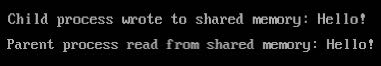 Child process wrote to shared memory: Hello!
Parent process read from shared memory: Hello!